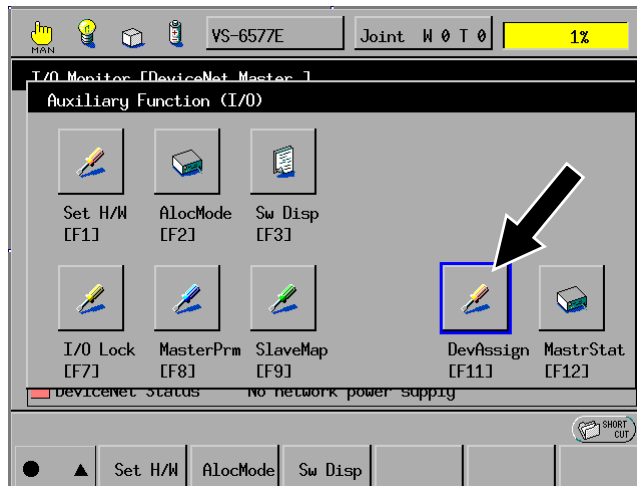 MAN
VS-6577E
Joint W 0 T 0
1%
I/O Monitor [DeviceNet Master ]
Auxiliary Function (I/O)
Set H/W
[F1]
AlocMode
[F2]
Sw Disp
[F3]
I/O Lock
[F7]
MasterPrm
[F8]
SlaveMap
[F9]
DevAssign
[F11]
MastrStat
[F12]
DeviceNet Status No network power supply
SHORT
CUT
Set H/W AlocMode Sw Disp